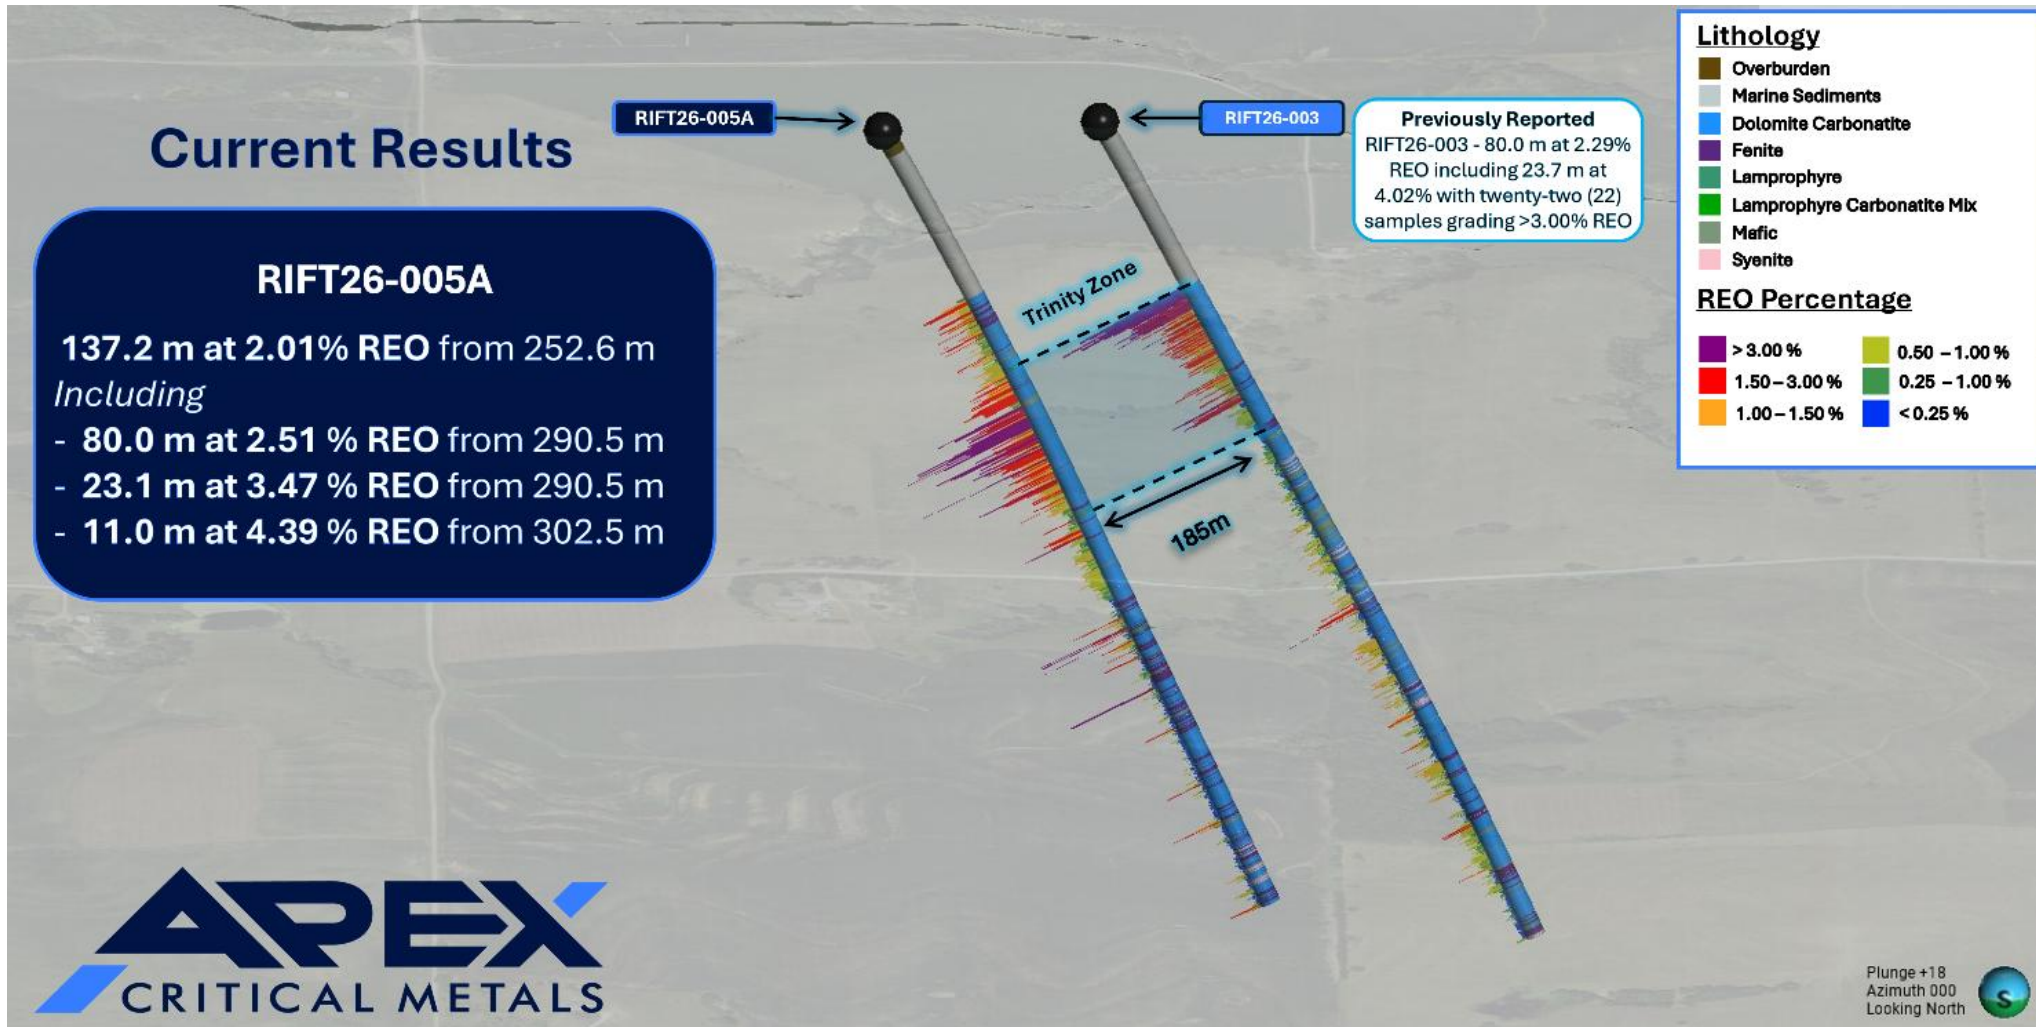 Current Results
RIFT26-005A
137.2 m at 2.01% REO from 252.6 m
Including
- 80.0 m at 2.51 % REO from 290.5 m
- 23.1 m at 3.47 % REO from 290.5 m
- 11.0 m at 4.39 % REO from 302.5 m
RIFT26-005A
RIFT26-003
Previously Reported
RIFT26-003 - 80.0 m at 2.29%
REO including 23.7 m at
4.02% with twenty-two (22)
samples grading >3.00% REO
Trinity Zone
185m
Lithology
Overburden
Marine Sediments
Dolomite Carbonatite
Fenite
Lamprophyre
Lamprophyre Carbonatite Mix
Mafic
Syenite
REO Percentage
> 3.00 %
1.50 – 3.00 %
1.00 – 1.50 %
0.50 – 1.00 %
0.25 – 1.00 %
< 0.25 %
APEX
CRITICAL METALS
Plunge +18
Azimuth 000
Looking North
S